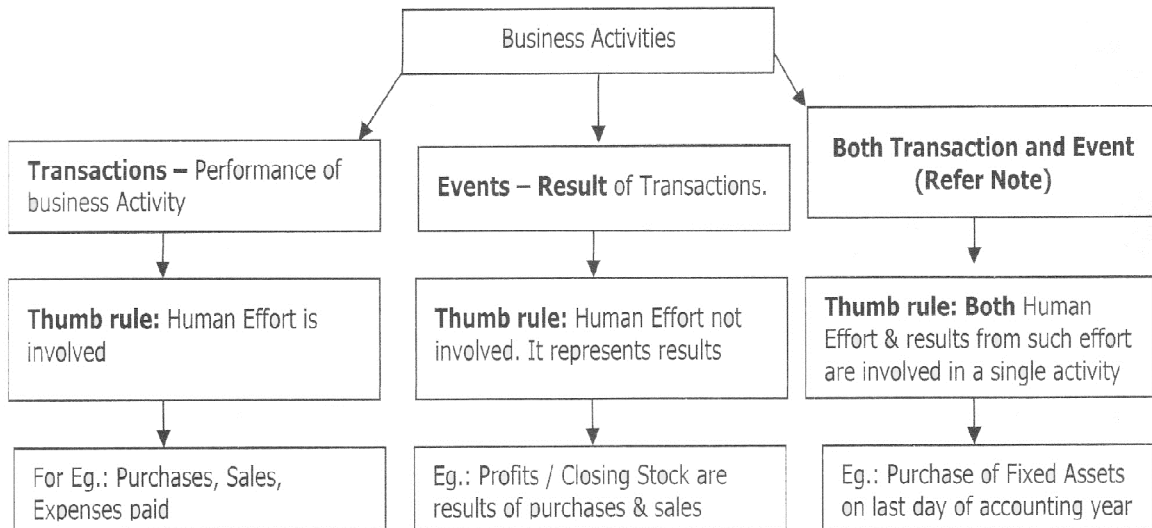 Business Activities
Transactions – Performance of
business Activity
Events – Result of Transactions.
Both Transaction and Event
(Refer Note)
Thumb rule: Human Effort is
involved
Thumb rule: Human Effort not
involved. It represents results
Thumb rule: Both Human
Effort & results from such effort
are involved in a single activity
For Eg.: Purchases, Sales,
Expenses paid
Eg.: Profits / Closing Stock are
results of purchases & sales
Eg.: Purchase of Fixed Assets
on last day of accounting year